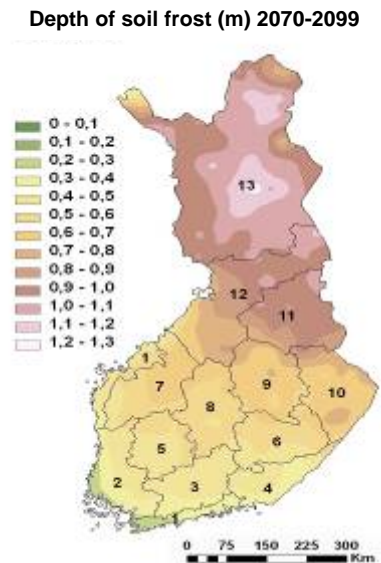 Depth of soil frost (m) 2070-2099
0 - 0,1
0,1 - 0,2
0,2 - 0,3
0,3 - 0,4
0,4 - 0,5
0,5 - 0,6
0,6 - 0,7
0,7 - 0,8
0,8 - 0,9
0,9 - 1,0
1,0 - 1,1
1,1 - 1,2
1,2 - 1,3
13
12
11
1
7
9
10
8
5
6
2
3
4
1
0 75 150 225 300
Km